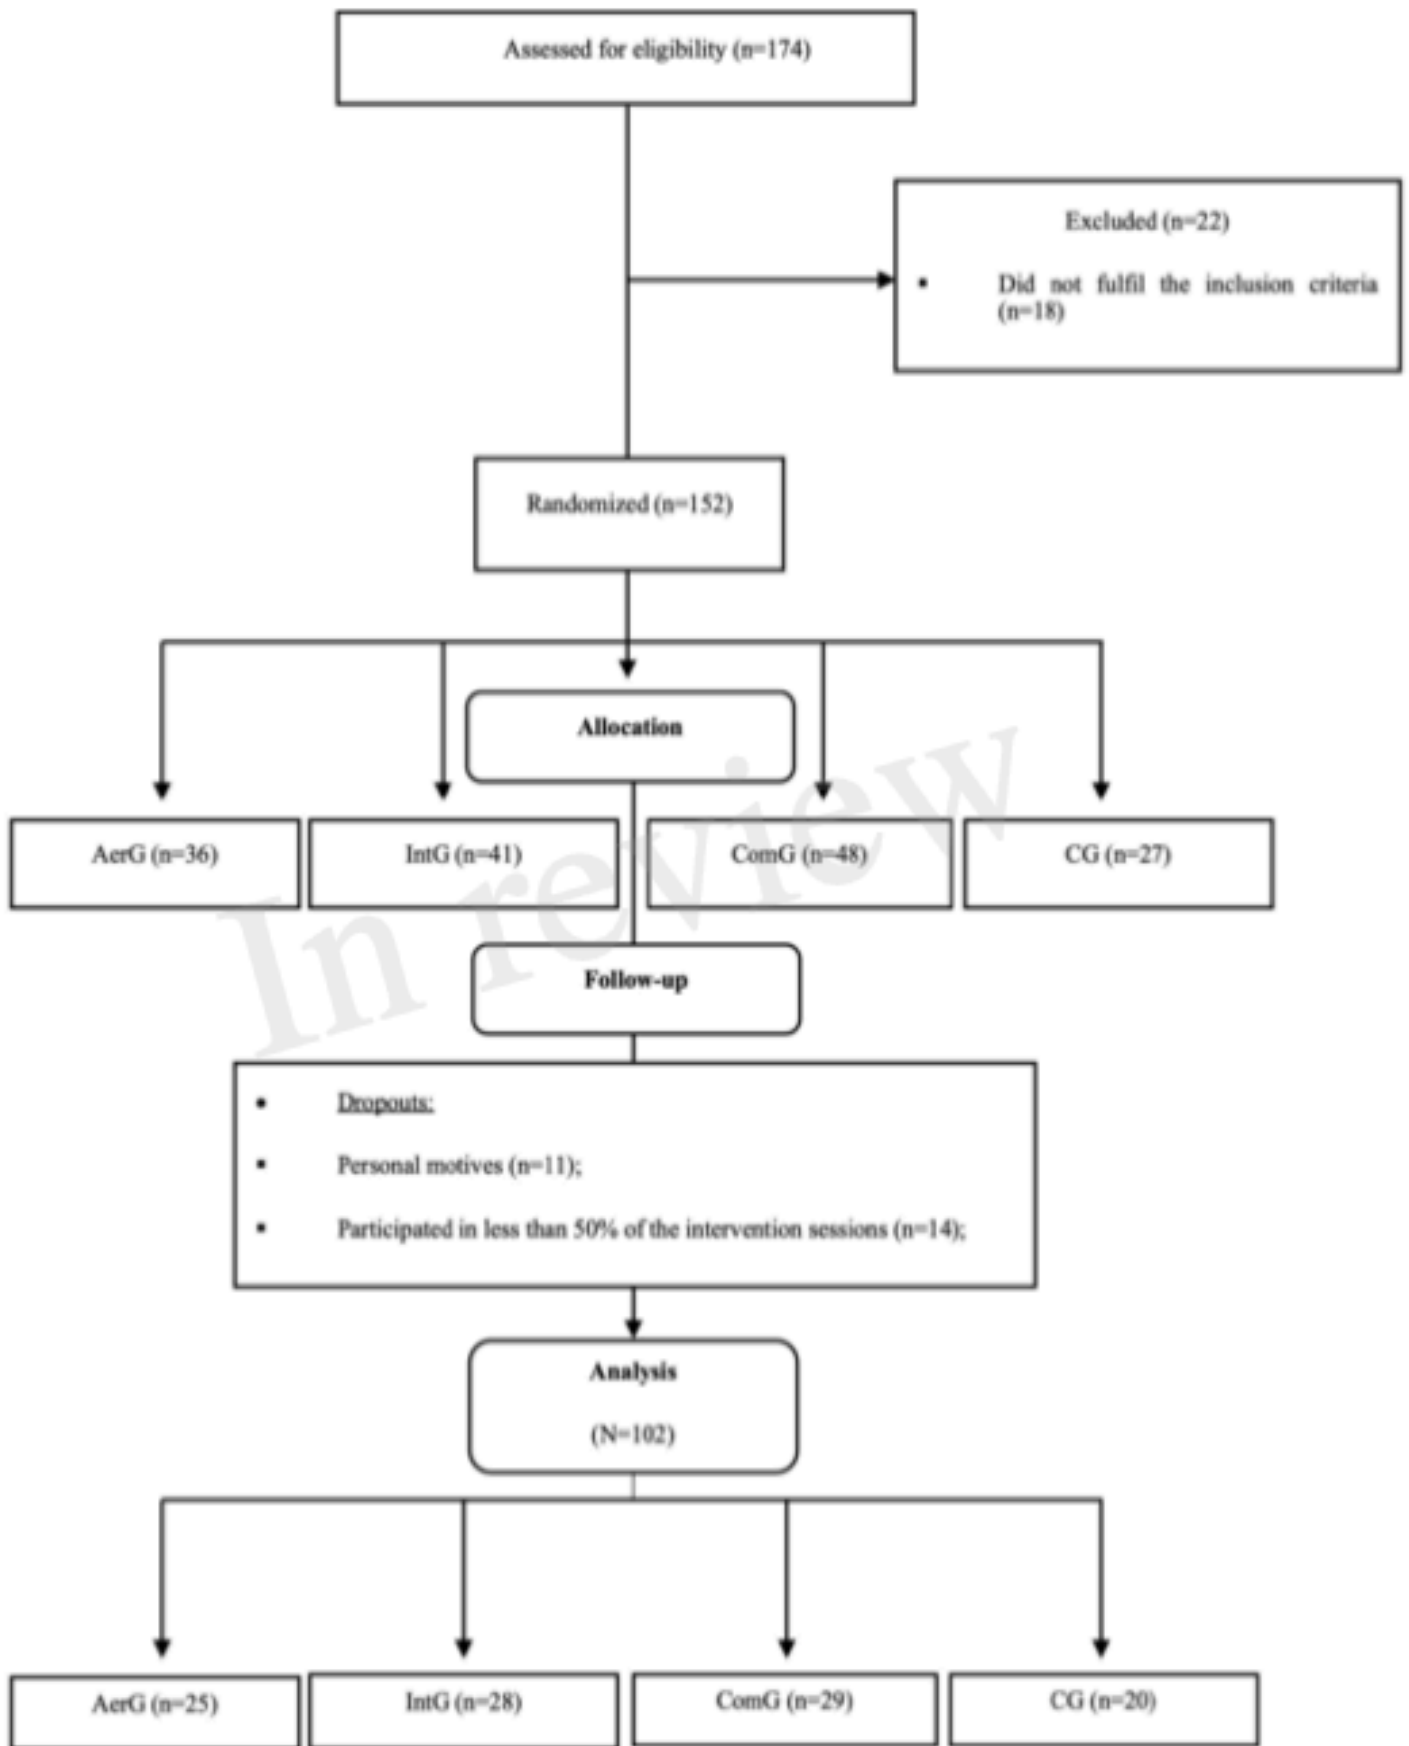 Assessed for eligibility (n=174)
Excluded (n=22)
▪ Did not fulfil the inclusion criteria
(n=18)
Randomized (n=152)
Allocation
AerG (n=36)
IntG (n=41)
ComG (n=48)
CG (n=27)
In review
Follow-up
• Dropouts:
▪ Personal motives (n=11);
▪ Participated in less than 50% of the intervention sessions (n=14);
Analysis
(N=102)
AerG (n=25)
IntG (n=28)
ComG (n=29)
CG (n=20)